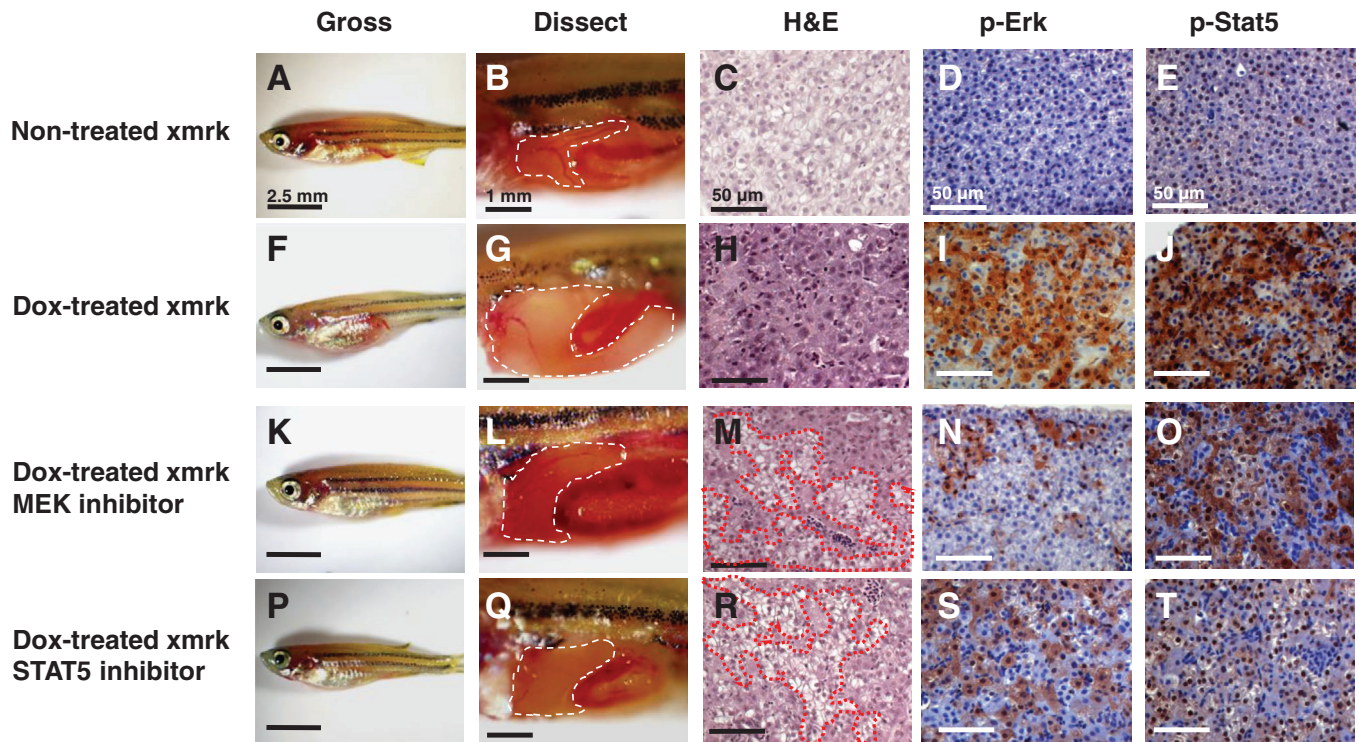 Gross Dissect H&E p-Erk p-Stat5
Non-treated xmrk
A B C D E
2.5 mm 1 mm 50 µm 50 µm 50 µm
Dox-treated xmrk
F G H I J
Dox-treated xmrk
MEK inhibitor
K L M N O
Dox-treated xmrk
STAT5 inhibitor
P Q R S T